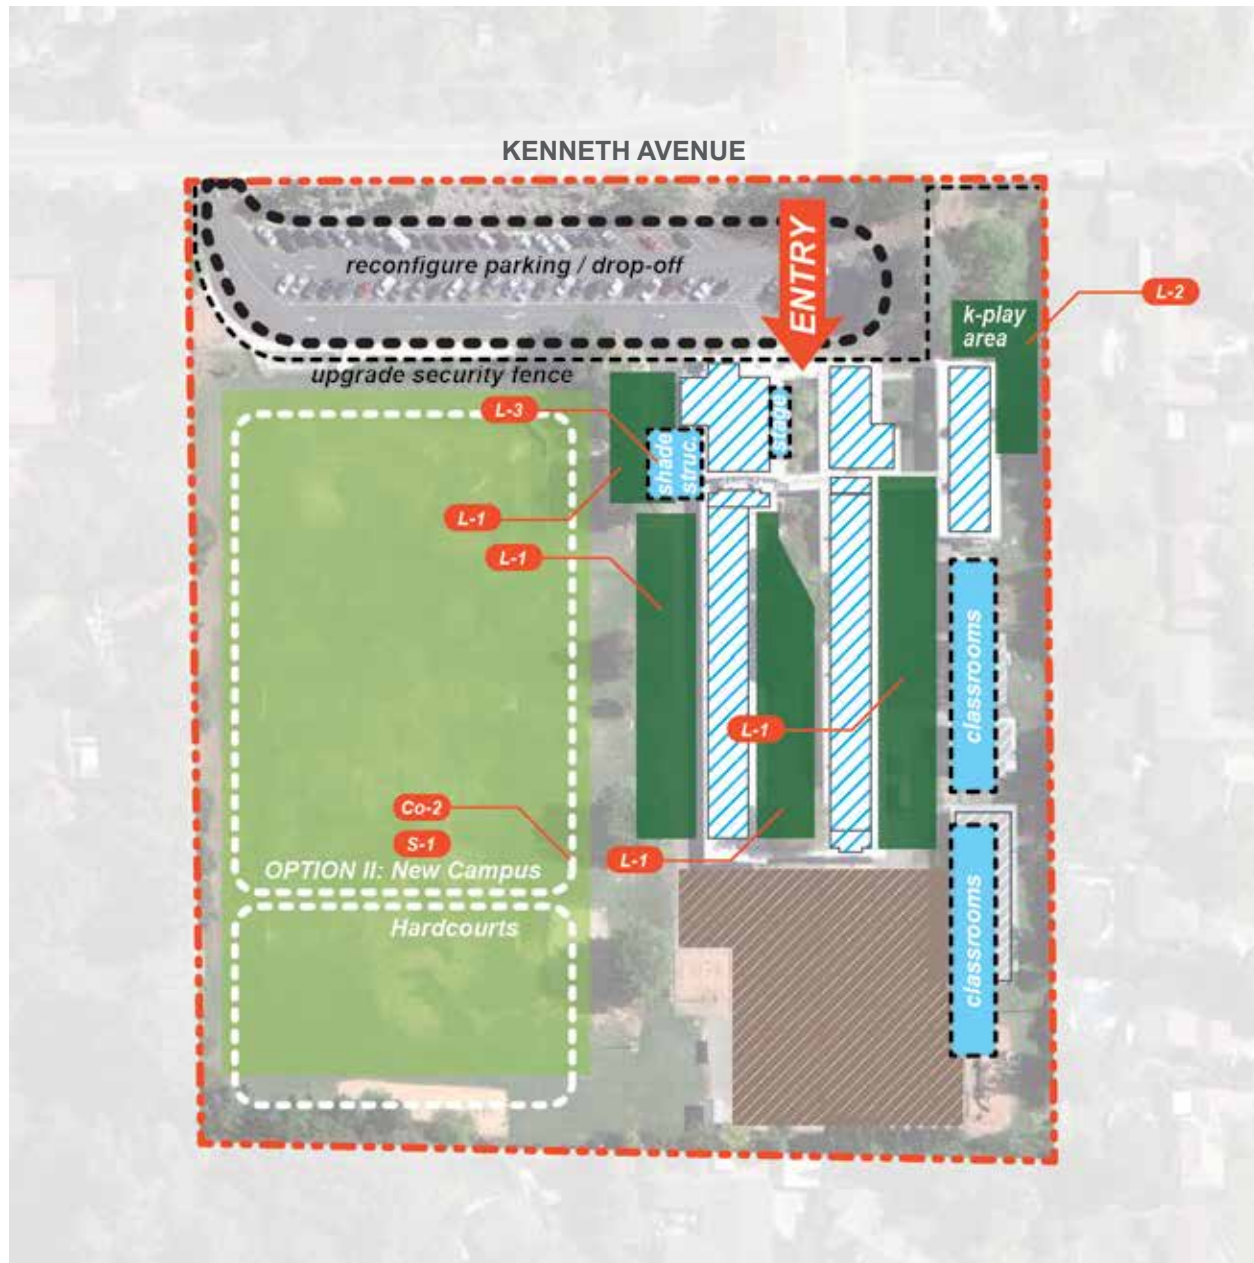 KENNETH AVENUE
ENTRY
reconfigure parking / drop-off
L-2
k-play
area
upgrade security fence
L-3
stage
shade
struc.
L-1
L-1
classrooms
L-1
Co-2
S-1
L-1
OPTION II: New Campus
Hardcourts
classrooms